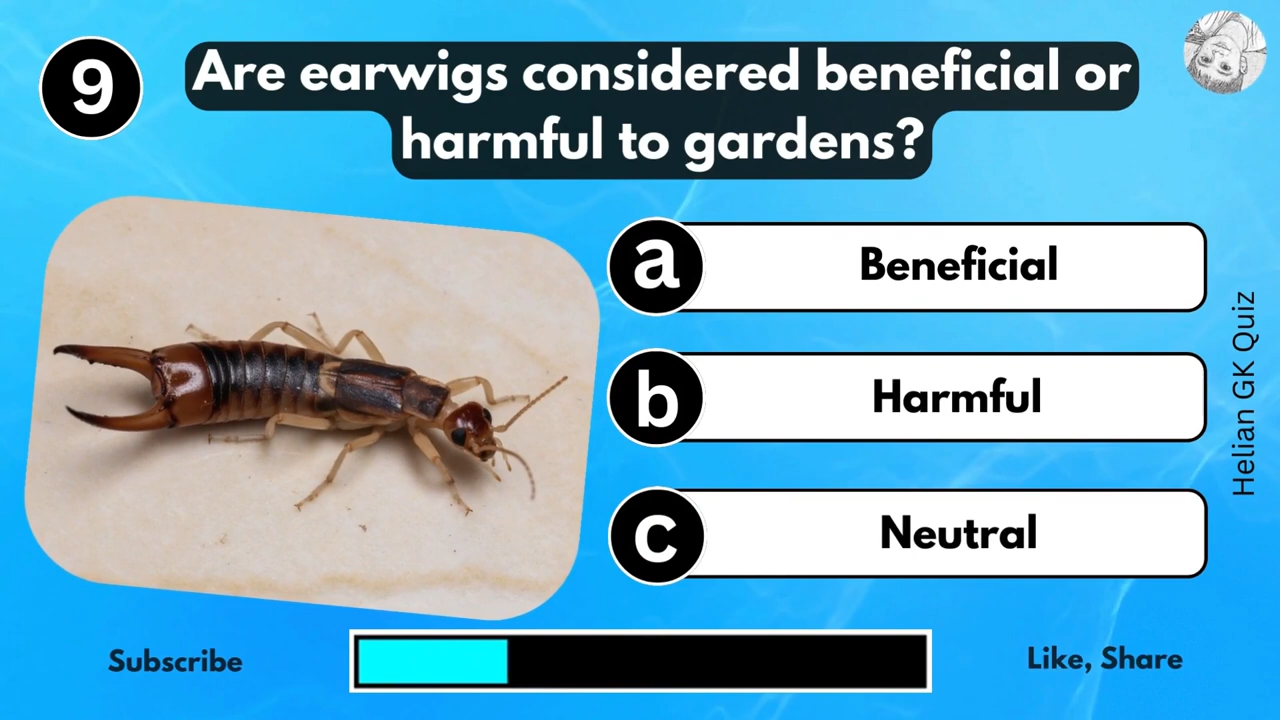 9
Are earwigs considered beneficial or
harmful to gardens?
a
Beneficial
b
Harmful
c
Neutral
Helian GK Quiz
Subscribe
Like, Share